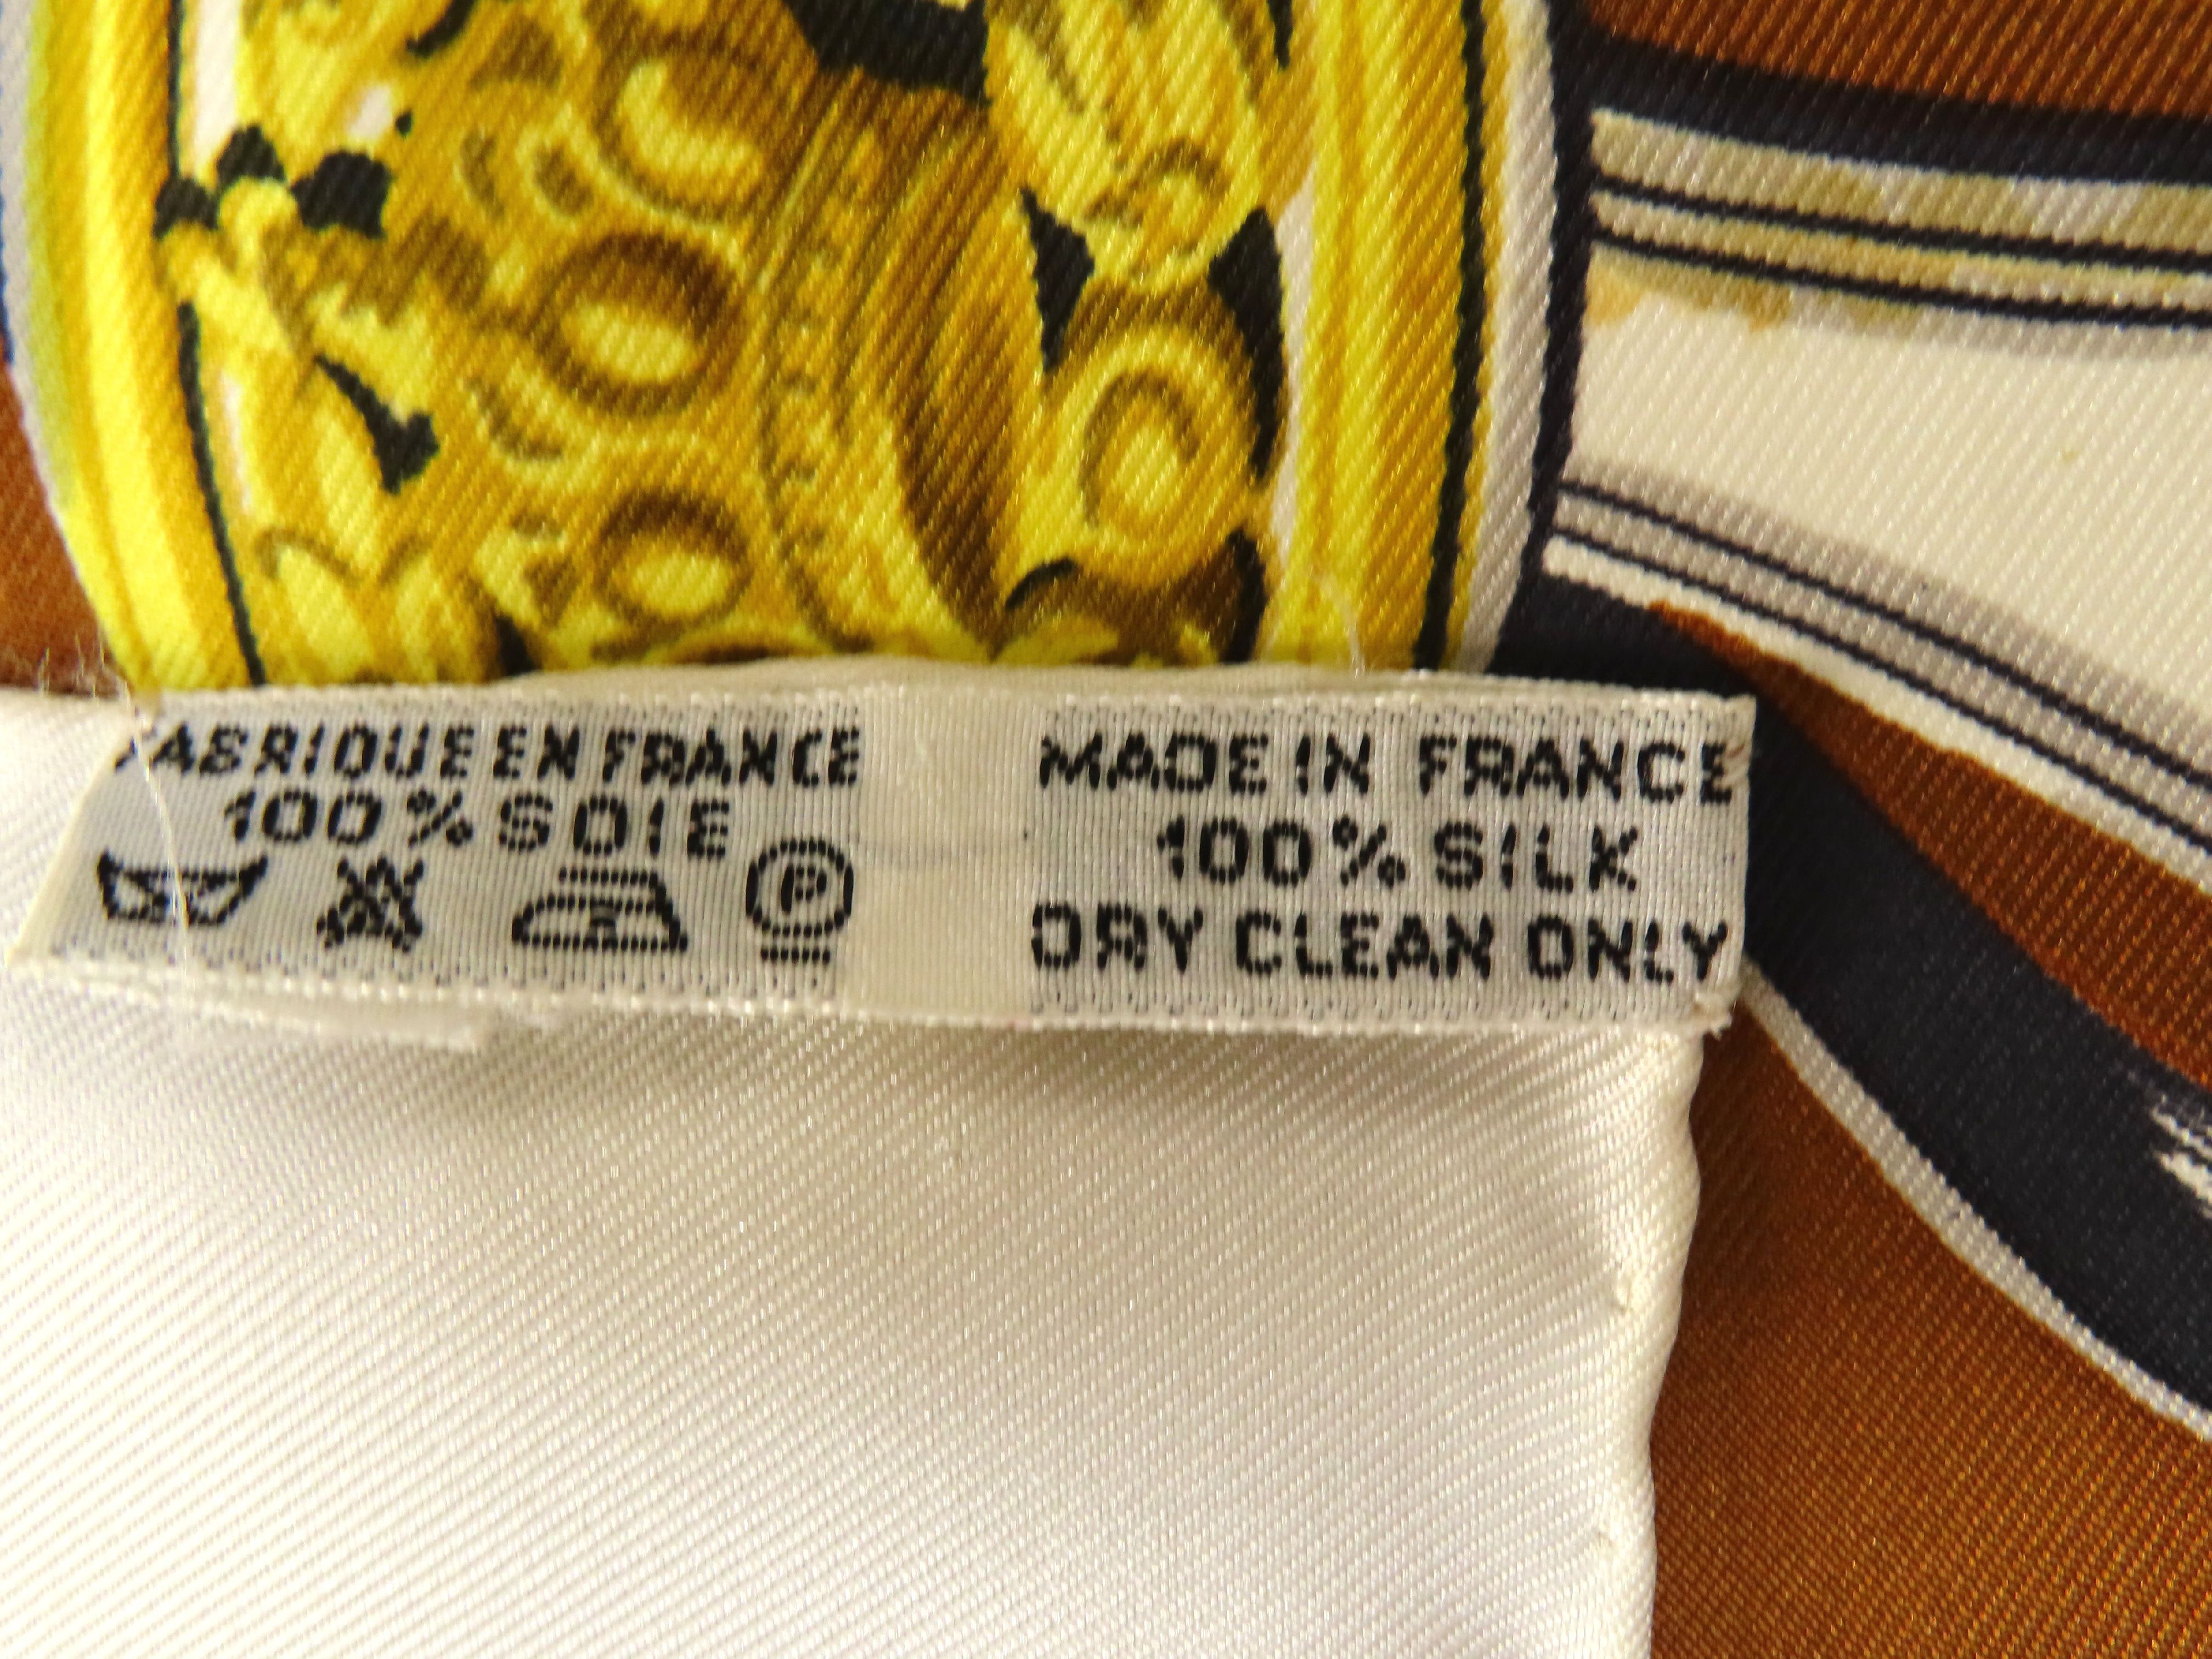 FABRIQUE EN FRANCE
100% SOIE
P
MADE IN FRANCE
100% SILK
DRY CLEAN ONLY